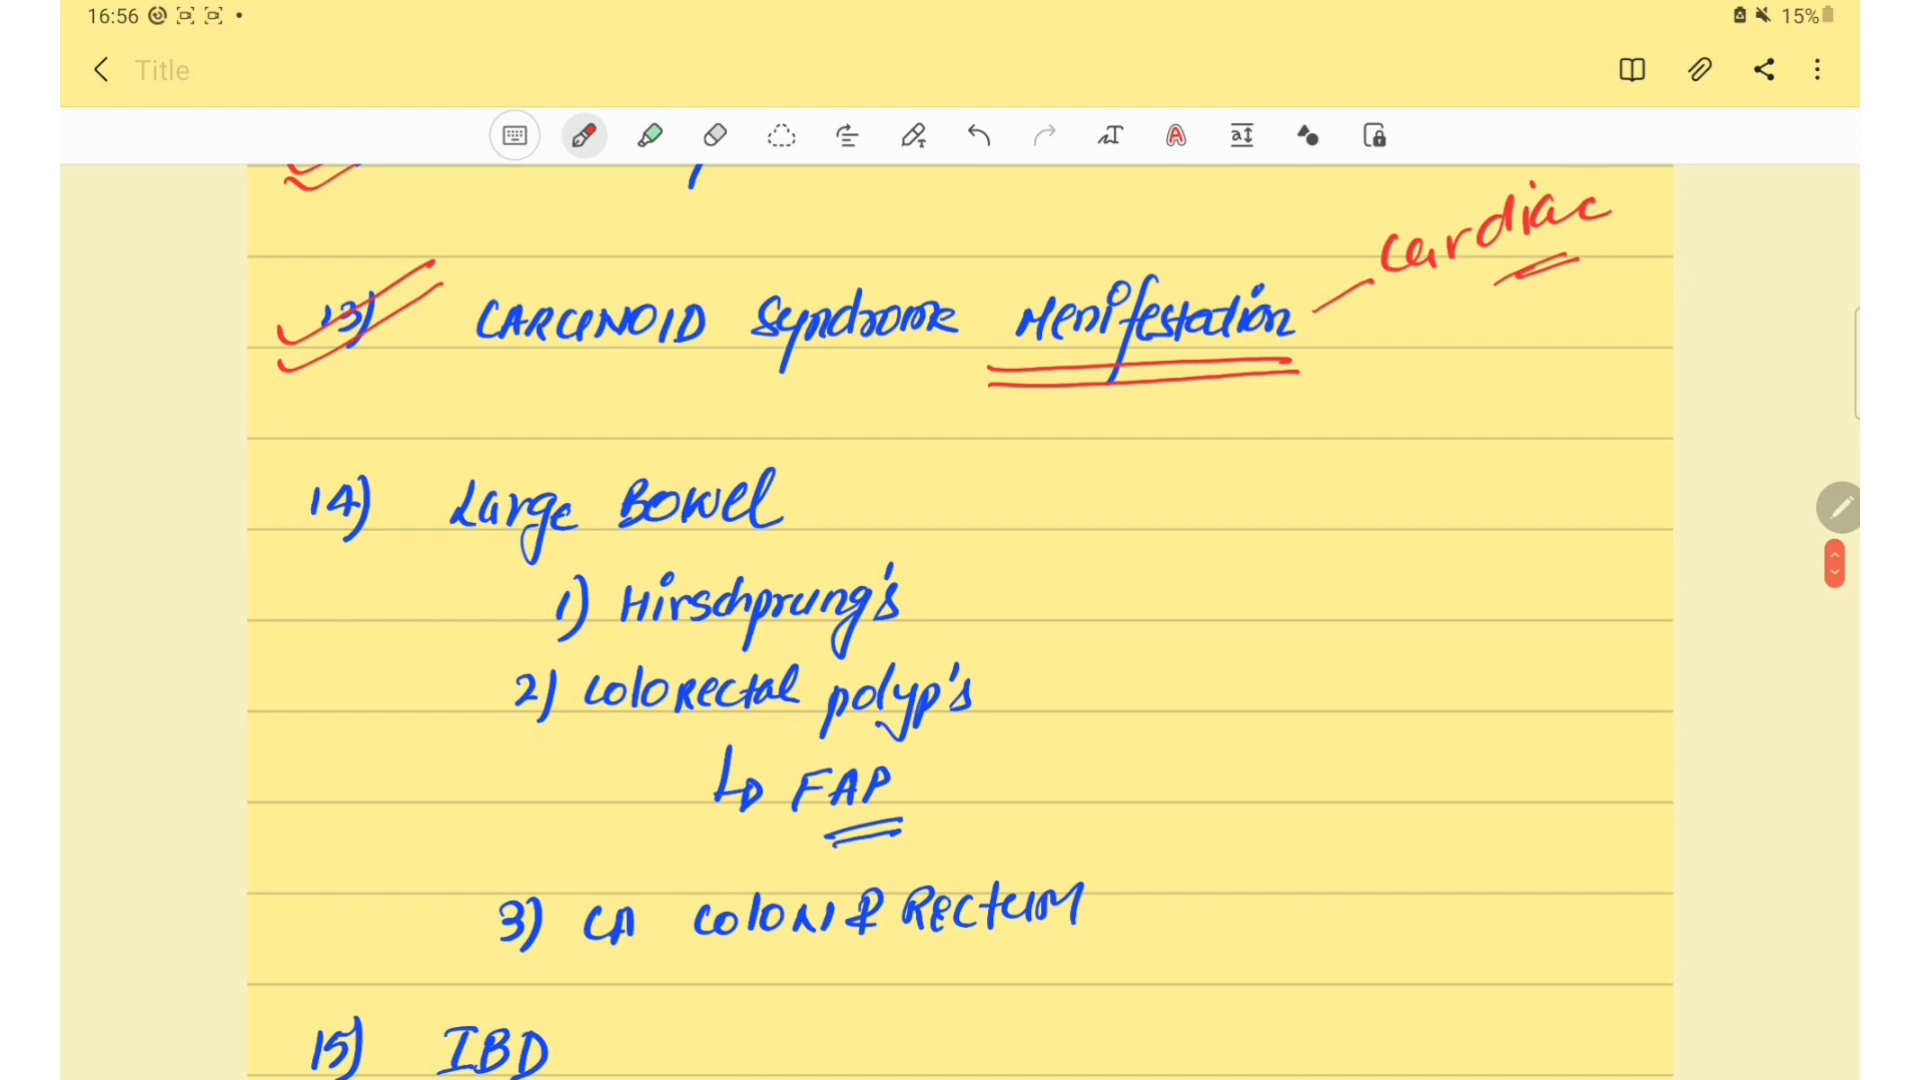 16:56
15%
Title
Cardiac
13) CARCINOID Syndrome Menifestation
14) Large Bowel
1) Hirschprung's
2) Colorectal polyp's
↳ FAP
3) CA Colon & Rectum
15) IBD